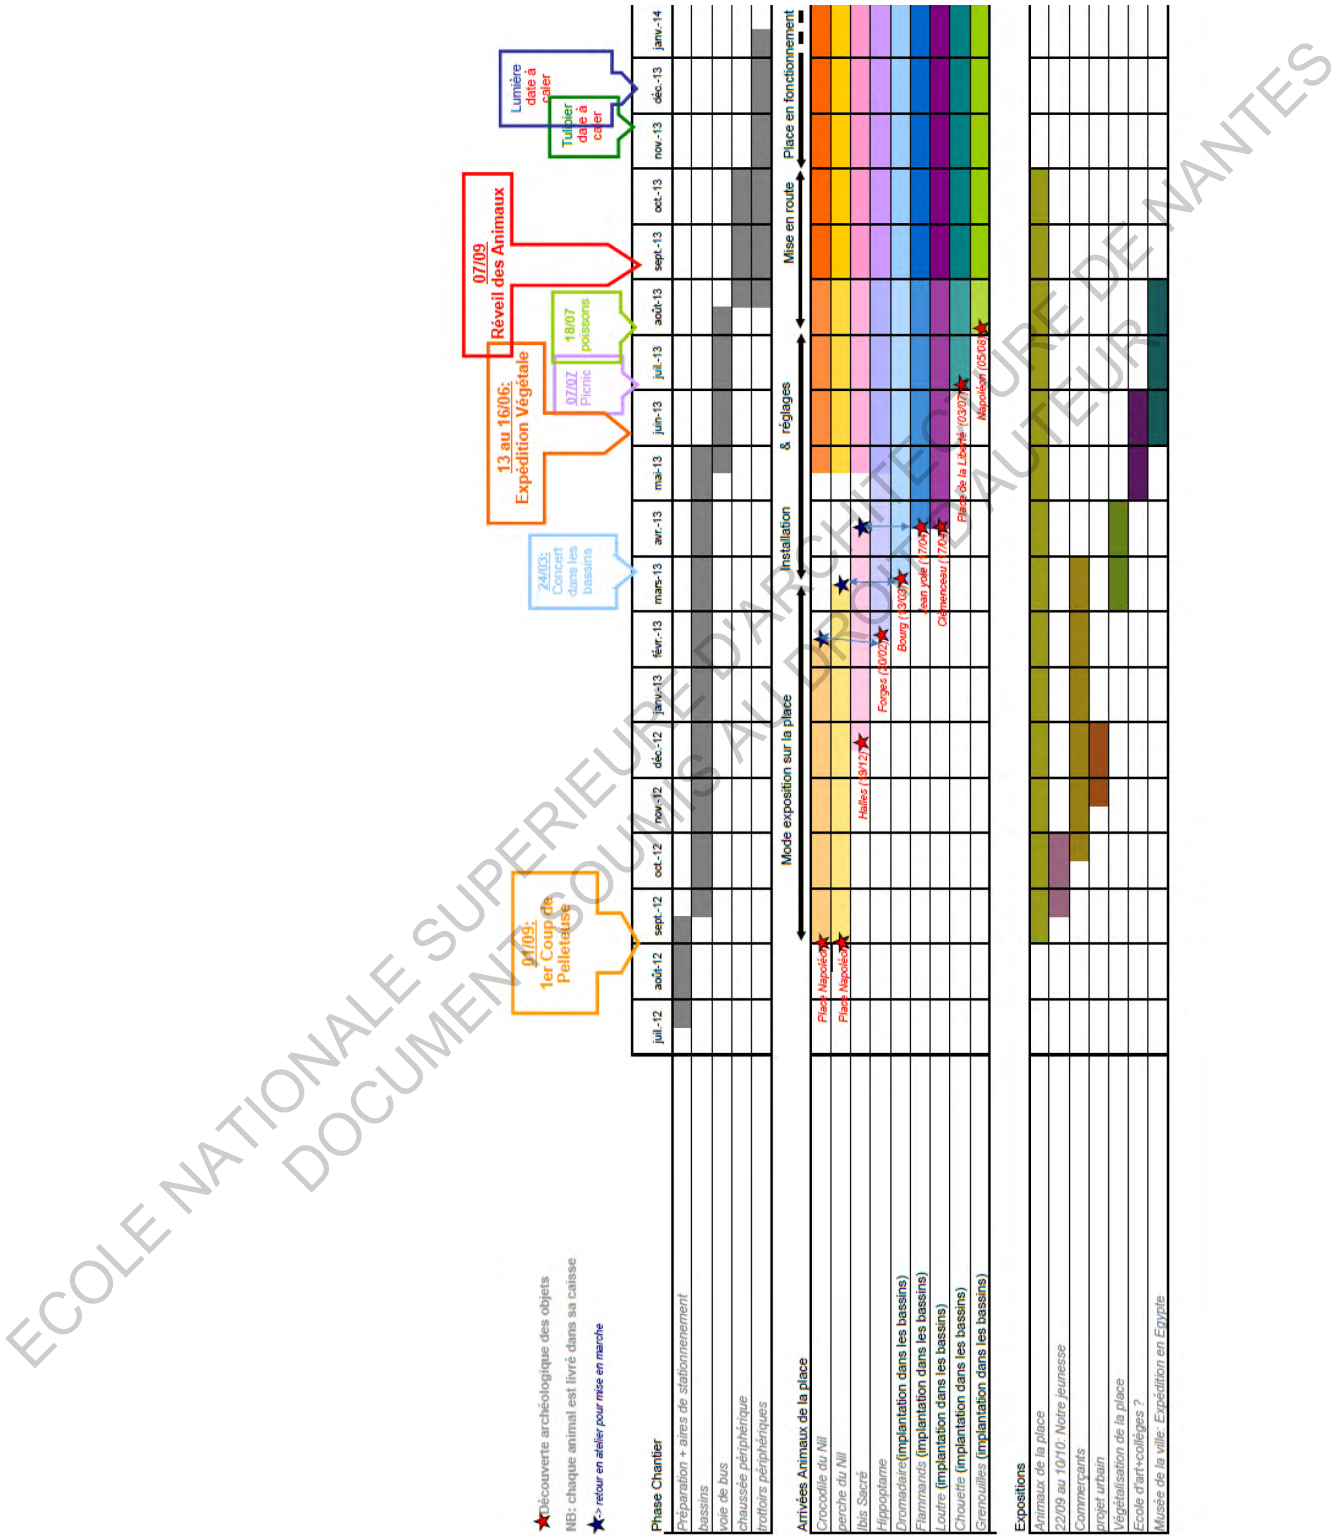 Découverte archéologique des objets
NB: chaque animal est livré dans sa caisse
-> retour en atelier pour mise en marche
01/09:
1er Coup de
Pelleteuse
24/03:
Concert
dans les
bassins
13 au 16/06:
Expédition Végétale
07/07
Picnic
18/07
poissons
07/09
Réveil des Animaux
Tulipier
date à
caler
Lumière
date à
caler
Phase Chantier
juil.-12
août-12
sept.-12
oct.-12
nov.-12
déc.-12
janv.-13
févr.-13
mars-13
avr.-13
mai-13
juin-13
juil.-13
août-13
sept.-13
oct.-13
nov.-13
déc.-13
janv.-14
Préparation + aires de stationnenement
bassins
voie de bus
chaussée périphérique
trottoirs périphériques
Arrivées Animaux de la place
Mode exposition sur la place
Installation & réglages
Mise en route
Place en fonctionnement
Crocodile du Nil
Place Napoléon
perche du Nil
Place Napoléon
Ibis Sacré
Halles (19/12)
Hippoptame
Forges (20/02)
Dromadaire(implantation dans les bassins)
Bourg (13/03)
Flammands (implantation dans les bassins)
Jean yole (17/04)
Loutre (implantation dans les bassins)
Clémenceau (17/04)
Chouette (implantation dans les bassins)
Place de la Liberté (03/07)
Grenouilles (implantation dans les bassins)
Napoléon (05/08)
Expositions
Animaux de la place
22/09 au 10/10: Notre jeunesse
Commerçants
projet urbain
Végétalisation de la place
Ecole d'art+collèges ?
Musée de la ville: Expédition en Egypte
ECOLE NATIONALE SUPERIEURE D'ARCHITECTURE DE NANTES
DOCUMENT SOUMIS AU DROIT D'AUTEUR